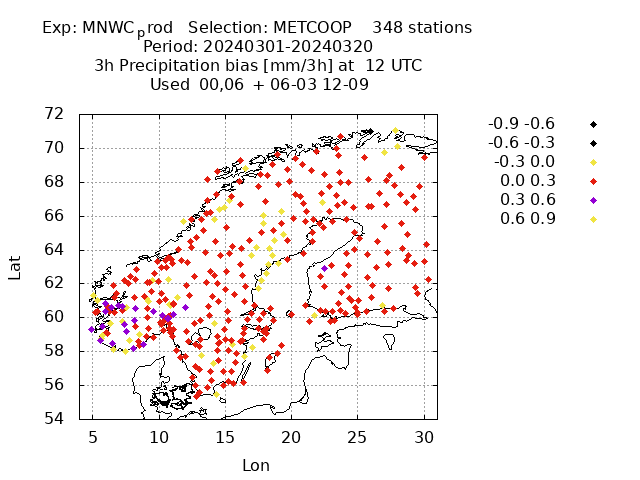 Exp: MNWCprod   Selection: METCOOP    348 stations
Period: 20240301-20240320
3h Precipitation bias [mm/3h] at  12 UTC
Used  00,06  + 06-03 12-09
-0.9 -0.6
-0.6 -0.3
-0.3 0.0
0.0 0.3
0.3 0.6
0.6 0.9
72
70
68
66
64
62
60
58
56
54
Lat
5 10 15 20 25 30
Lon